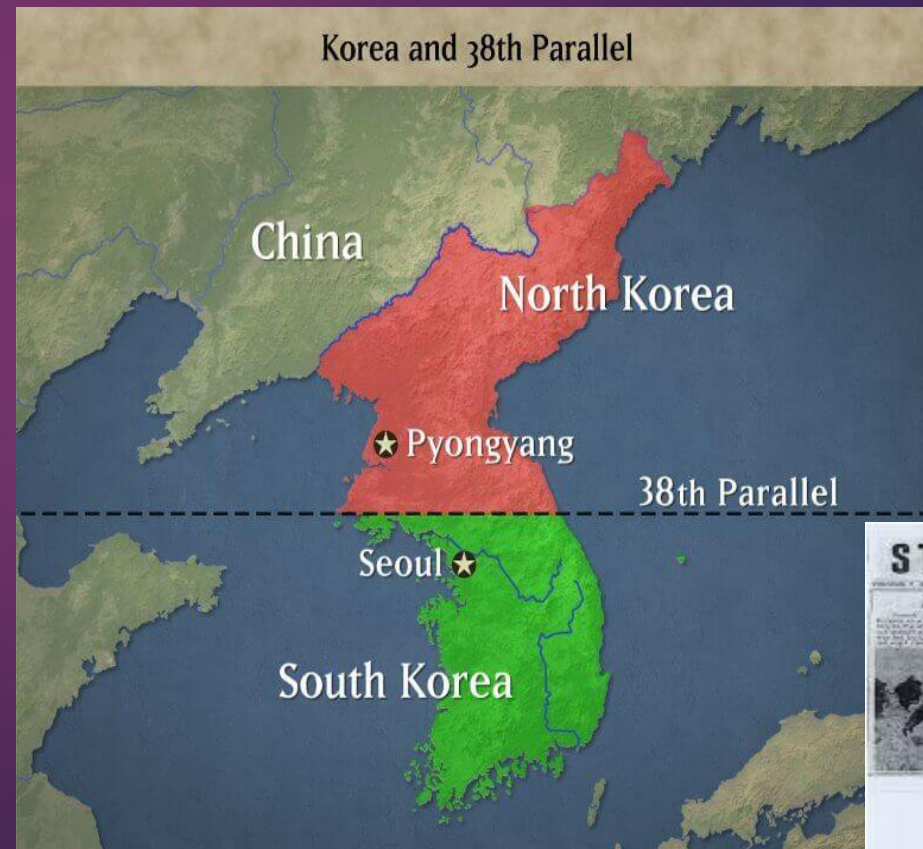 Korea and 38th Parallel
China
North Korea
Pyongyang
38th Parallel
Seoul
South Korea